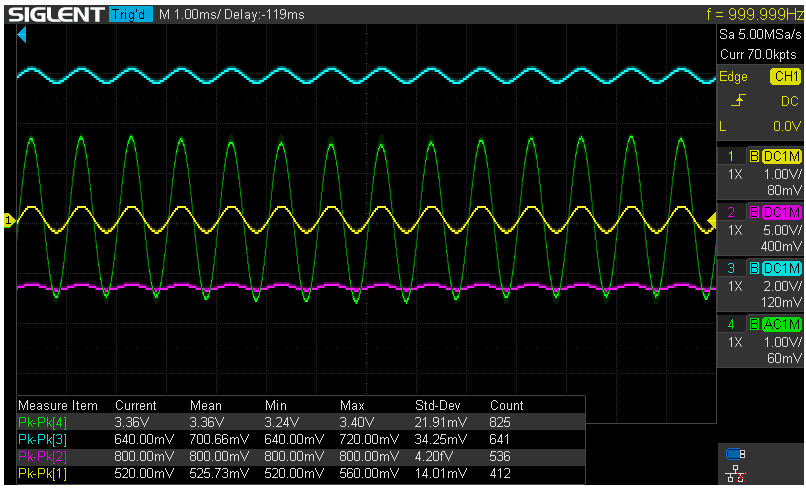 SIGLENT Trig'd M 1.00ms/ Delay:-119ms f = 999.999Hz
Sa 5.00MSa/s
Curr 70.0kpts
Edge CH1
DC
L 0.0V
1 B DC1M
1X 1.00V/
80mV
2 B DC1M
1X 5.00V/
400mV
3 B DC1M
1X 2.00V/
120mV
4 B AC1M
1X 1.00V/
60mV
1
Measure Item Current Mean Min Max Std-Dev Count
Pk-Pk[4] 3.36V 3.36V 3.24V 3.40V 21.91mV 825
Pk-Pk[3] 640.00mV 700.66mV 640.00mV 720.00mV 34.25mV 641
Pk-Pk[2] 800.00mV 800.00mV 800.00mV 800.00mV 4.20fV 536
Pk-Pk[1] 520.00mV 525.73mV 520.00mV 560.00mV 14.01mV 412
B